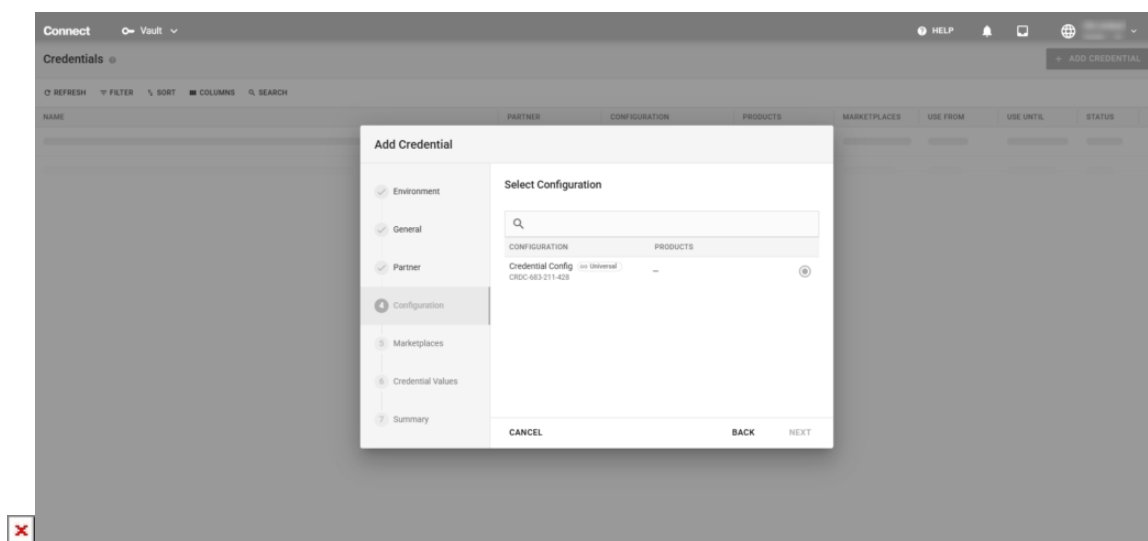 Connect Vault HELP
Credentials + ADD CREDENTIAL
REFRESH FILTER SORT COLUMNS SEARCH
NAME PARTNER CONFIGURATION PRODUCTS MARKETPLACES USE FROM USE UNTIL STATUS
Add Credential
Environment
General
Partner
4 Configuration
5 Marketplaces
6 Credential Values
7 Summary
Select Configuration
CONFIGURATION PRODUCTS
Credential Config Universal –
CRDC-683-211-428
CANCEL BACK NEXT